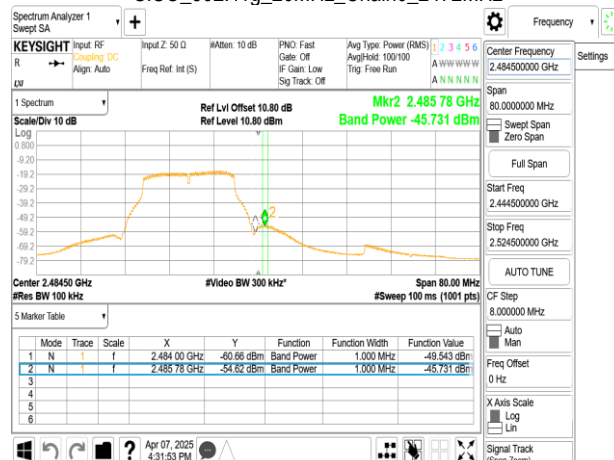 Spectrum Analyz 1
Swept SA
Frequency
Settings
KEYSIGHT
R
Input: RF
Coupling: DC
Align: Auto
Input Z: 50 Ω
Freq Ref: Int (S)
#Atten: 10 dB
PNO: Fast
Gate: Off
IF Gain: Low
Sig Track: Off
Avg Type: Power (RMS)
Avg|Hold: 100/100
Trig: Free Run
1 2 3 4 5 6
A W W W W W
A N N N N N
Center Frequency
2.484500000 GHz
Span
80.0000000 MHz
Swept Span
Zero Span
Full Span
Start Freq
2.444500000 GHz
Stop Freq
2.524500000 GHz
AUTO TUNE
CF Step
8.000000 MHz
Auto
Man
Freq Offset
0 Hz
X Axis Scale
Log
Lin
Signal Track
(Span Zoom)
1 Spectrum
Scale/Div 10 dB
Ref Lvl Offset 10.80 dB
Ref Level 10.80 dBm
Mkr2 2.485 78 GHz
Band Power -45.731 dBm
Log
0.800
-9.20
-19.2
-29.2
-39.2
-49.2
-59.2
-69.2
-79.2
2
Center 2.48450 GHz
#Res BW 100 kHz
#Video BW 300 kHz*
Span 80.00 MHz
#Sweep 100 ms (1001 pts)
5 Marker Table
Mode Trace Scale X Y Function Function Width Function Value
1 N 1 f 2.484 00 GHz -60.66 dBm Band Power 1.000 MHz -49.543 dBm
2 N 1 f 2.485 78 GHz -54.62 dBm Band Power 1.000 MHz -45.731 dBm
3
4
5
6
?
Apr 07, 2025
4:31:53 PM